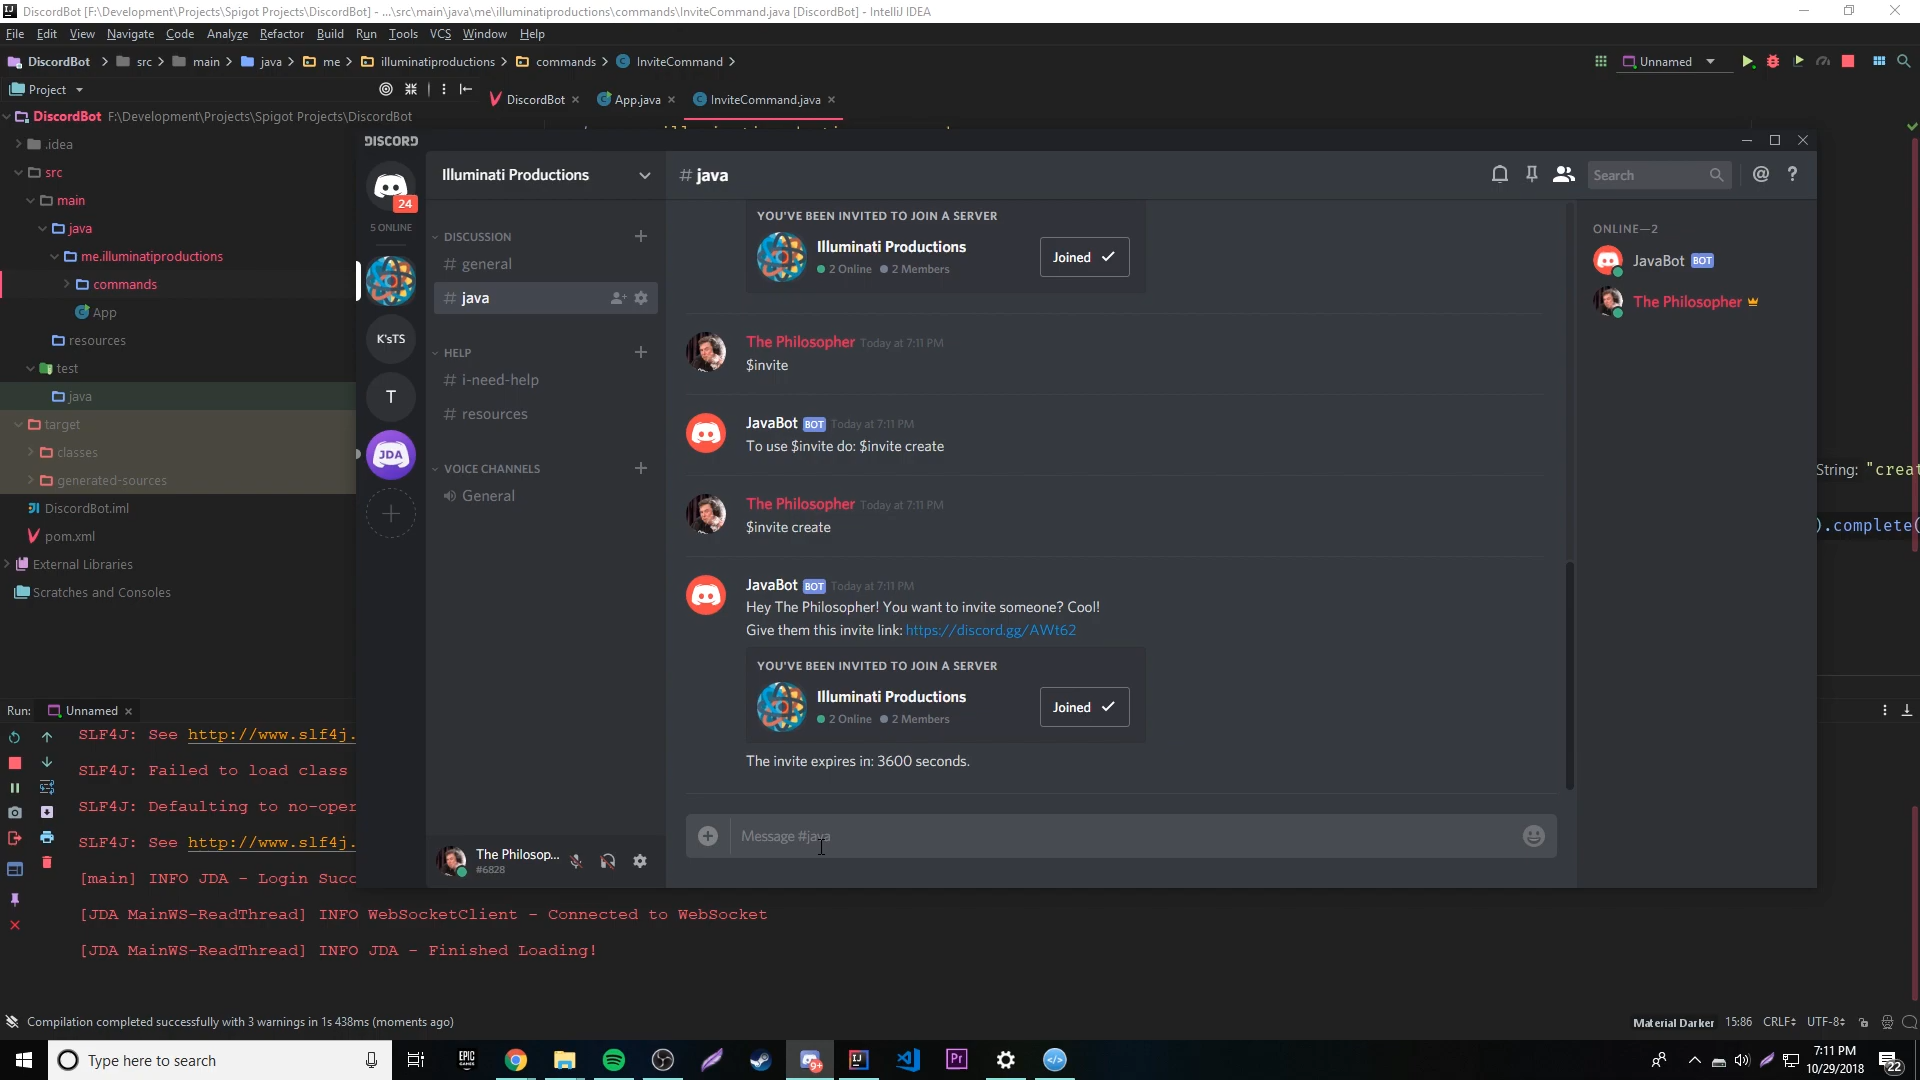 DiscordBot [F:\Development\Projects\Spigot Projects\DiscordBot] - ...\src\main\java\me\illuminatiproductions\commands\InviteCommand.java [DiscordBot] - IntelliJ IDEA
File Edit View Navigate Code Analyze Refactor Build Run Tools VCS Window Help
DiscordBot src main java me illuminatiproductions commands InviteCommand
Unnamed
Project
DiscordBot App.java InviteCommand.java
DiscordBot F:\Development\Projects\Spigot Projects\DiscordBot
.idea
src
main
java
me.illuminatiproductions
commands
App
resources
test
java
target
classes
generated-sources
DiscordBot.iml
pom.xml
External Libraries
Scratches and Consoles
DISCORD
24
5 ONLINE
K'sTS
T
JDA
Illuminati Productions
DISCUSSION
# general
# java
HELP
# i-need-help
# resources
VOICE CHANNELS
General
The Philosop...
#6828
# java
Search
YOU'VE BEEN INVITED TO JOIN A SERVER
Illuminati Productions
2 Online 2 Members
Joined
The Philosopher Today at 7:11 PM
$invite
JavaBot BOT Today at 7:11 PM
To use $invite do: $invite create
The Philosopher Today at 7:11 PM
$invite create
JavaBot BOT Today at 7:11 PM
Hey The Philosopher! You want to invite someone? Cool!
Give them this invite link: https://discord.gg/AWt62
YOU'VE BEEN INVITED TO JOIN A SERVER
Illuminati Productions
2 Online 2 Members
Joined
The invite expires in: 3600 seconds.
Message #java
ONLINE—2
JavaBot BOT
The Philosopher
String: "creat
).complete(
Run: Unnamed
SLF4J: See http://www.slf4j.
SLF4J: Failed to load class
SLF4J: Defaulting to no-oper
SLF4J: See http://www.slf4j.
[main] INFO JDA - Login Succ
[JDA MainWS-ReadThread] INFO WebSocketClient - Connected to WebSocket
[JDA MainWS-ReadThread] INFO JDA - Finished Loading!
Compilation completed successfully with 3 warnings in 1s 438ms (moments ago)
Material Darker 15:86 CRLF UTF-8
Type here to search
EPIC GAMES
9+
IJ
Pr
7:11 PM
10/29/2018
22